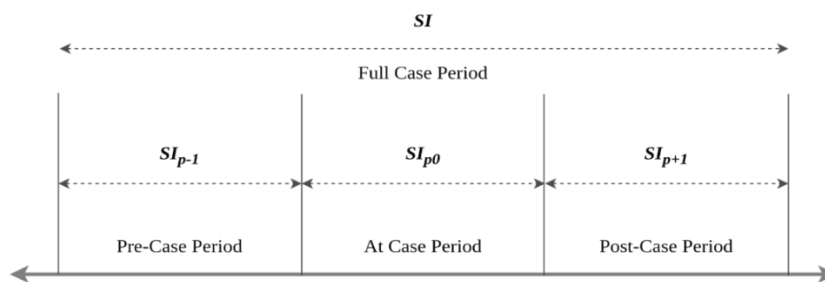 SI
Full Case Period
SIp-1 SIp0 SIp+1
Pre-Case Period At Case Period Post-Case Period